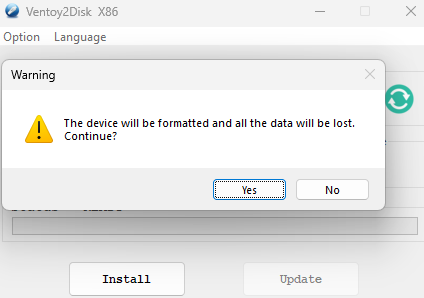 Ventoy2Disk X86
Option Language
Warning
The device will be formatted and all the data will be lost.
Continue?
Yes No
Install Update